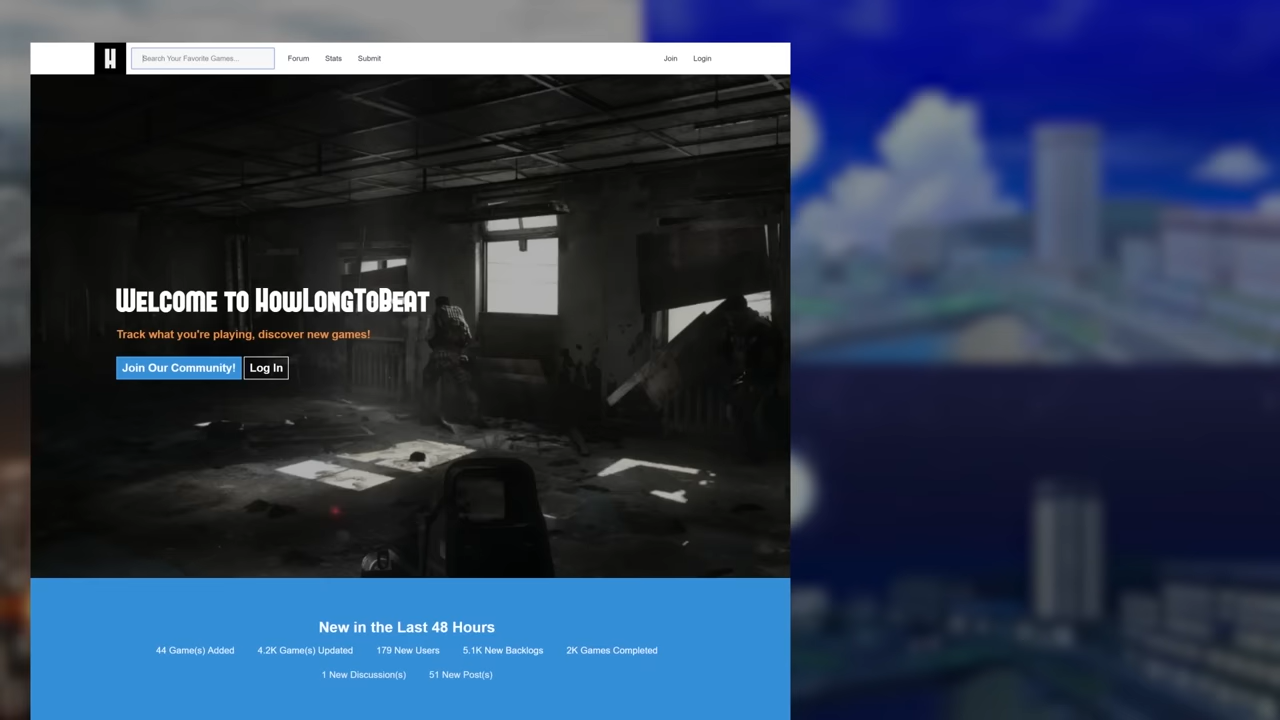 H
Search Your Favorite Games... Forum Stats Submit Join Login
Welcome to HowLongToBeat
Track what you're playing, discover new games!
Join Our Community! Log In
New in the Last 48 Hours
44 Game(s) Added 4.2K Game(s) Updated 179 New Users 5.1K New Backlogs 2K Games Completed
1 New Discussion(s) 51 New Post(s)